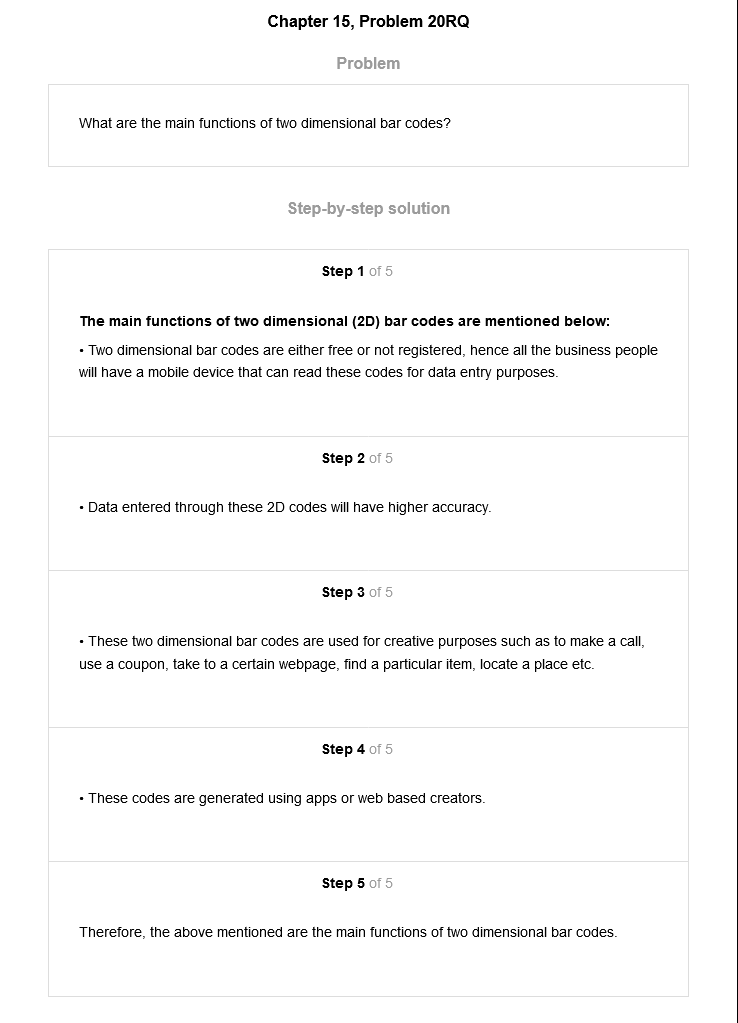 Chapter 15, Problem 20RQ
Problem
What are the main functions of two dimensional bar codes?
Step-by-step solution
Step 1 of 5
The main functions of two dimensional (2D) bar codes are mentioned below:
• Two dimensional bar codes are either free or not registered, hence all the business people
will have a mobile device that can read these codes for data entry purposes.
Step 2 of 5
• Data entered through these 2D codes will have higher accuracy.
Step 3 of 5
• These two dimensional bar codes are used for creative purposes such as to make a call,
use a coupon, take to a certain webpage, find a particular item, locate a place etc.
Step 4 of 5
• These codes are generated using apps or web based creators.
Step 5 of 5
Therefore, the above mentioned are the main functions of two dimensional bar codes.